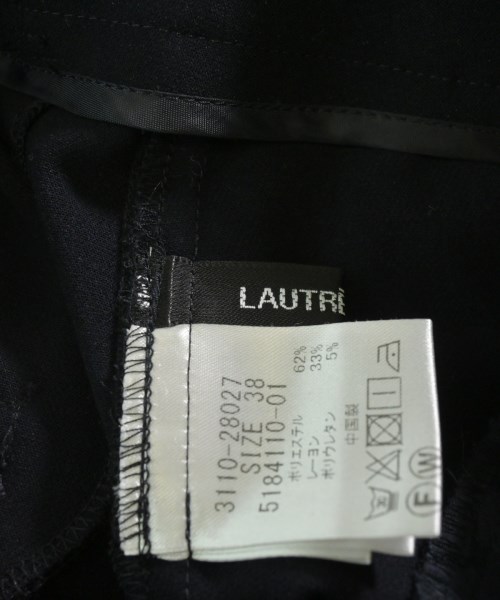 LAUTRE
3110-28027
SIZE 38
5184110-01
ポリエステル 62%
レーヨン 33%
ポリウレタン 5%
中国製
F W